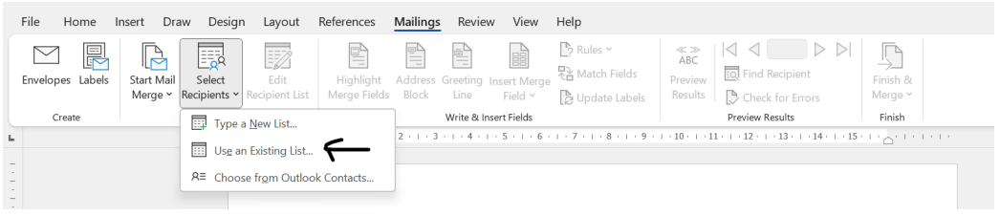 File Home Insert Draw Design Layout References Mailings Review View Help
Envelopes Labels Start Mail Merge Select Recipients Edit Recipient List Highlight Merge Fields Address Block Greeting Line Insert Merge Field Rules Match Fields Update Labels ABC Preview Results Find Recipient Check for Errors Finish & Merge
Create Write & Insert Fields Preview Results Finish
Type a New List...
Use an Existing List...
Choose from Outlook Contacts...
2 3 4 5 6 7 8 9 10 11 12 13 14 15